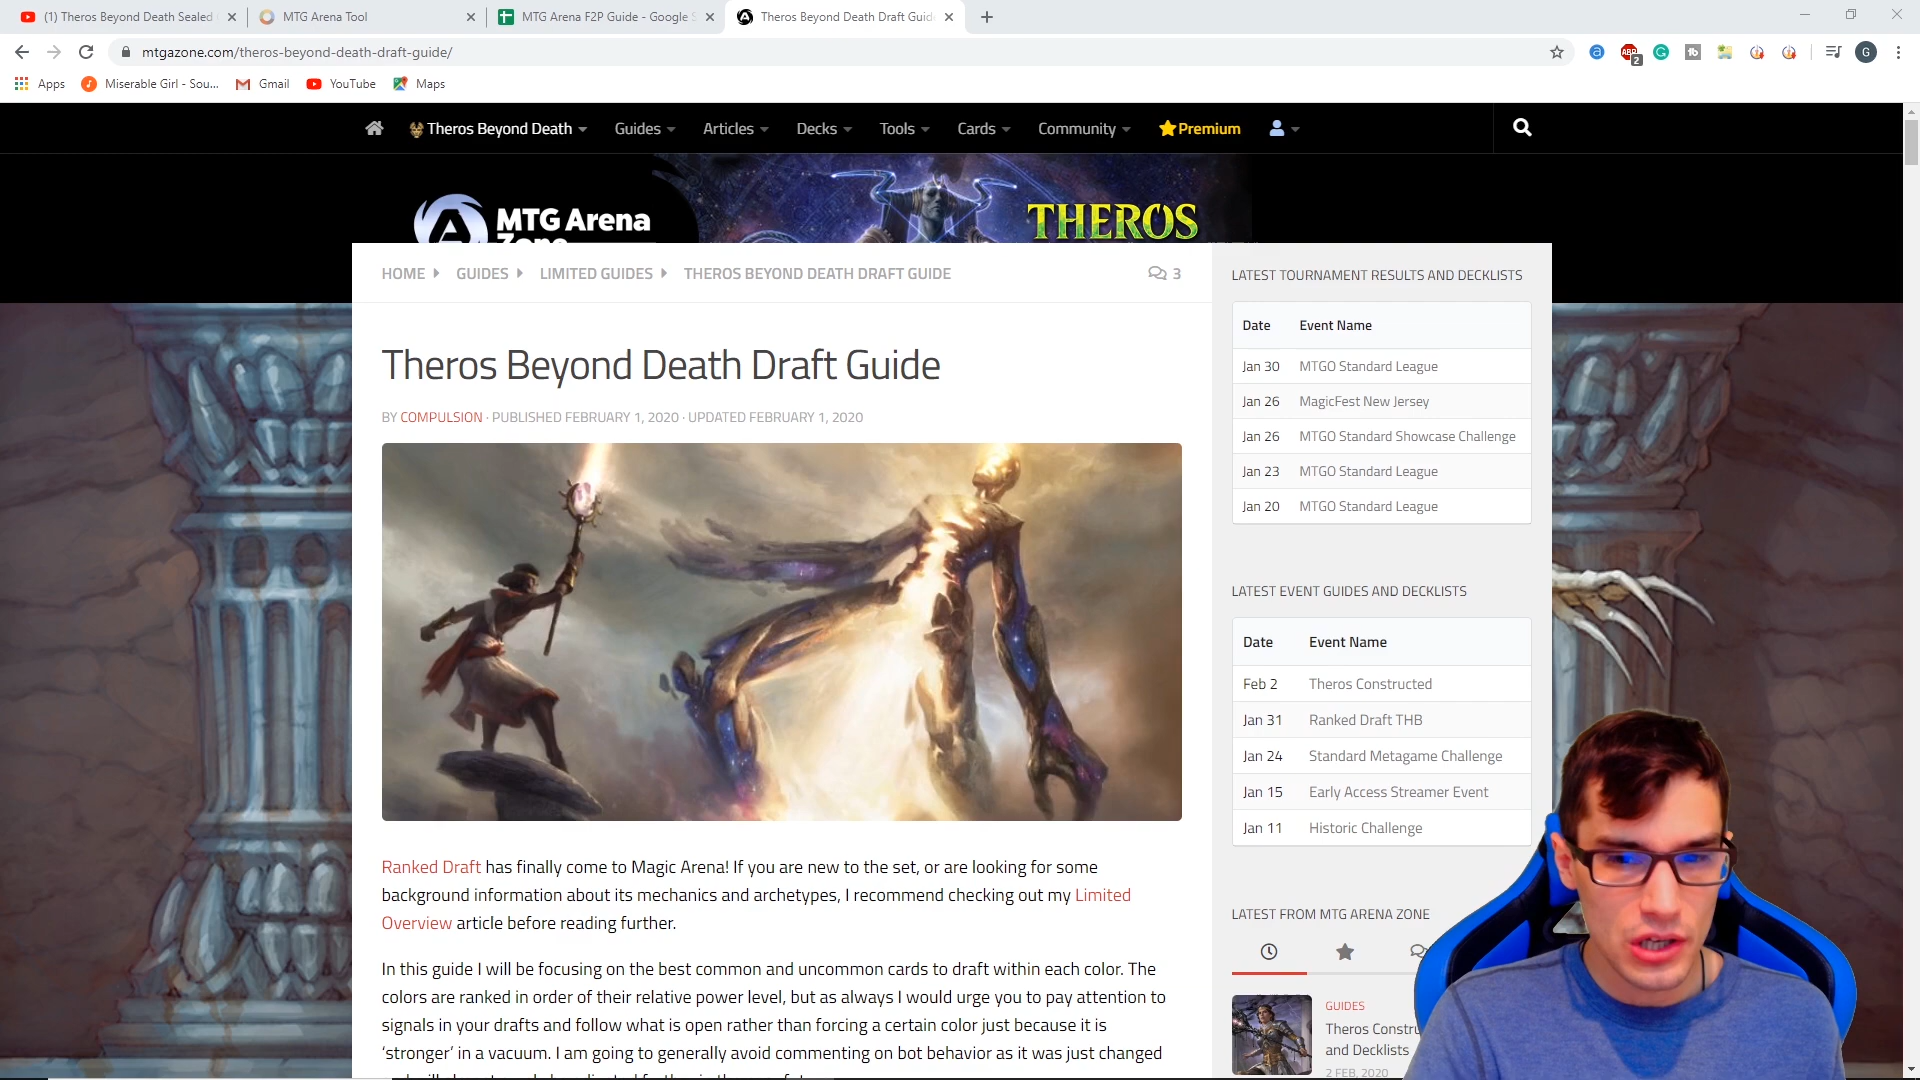 (1) Theros Beyond Death Sealed
MTG Arena Tool
MTG Arena F2P Guide - Google S
Theros Beyond Death Draft Guid
mtgazone.com/theros-beyond-death-draft-guide/
ABP
2
G
Apps
Miserable Girl - Sou...
Gmail
YouTube
Maps
Theros Beyond Death
Guides
Articles
Decks
Tools
Cards
Community
Premium
MTG Arena
Zone
THEROS
HOME
GUIDES
LIMITED GUIDES
THEROS BEYOND DEATH DRAFT GUIDE
3
Theros Beyond Death Draft Guide
BY COMPULSION · PUBLISHED FEBRUARY 1, 2020 · UPDATED FEBRUARY 1, 2020
Ranked Draft has finally come to Magic Arena! If you are new to the set, or are looking for some
background information about its mechanics and archetypes, I recommend checking out my Limited
Overview article before reading further.
In this guide I will be focusing on the best common and uncommon cards to draft within each color. The
colors are ranked in order of their relative power level, but as always I would urge you to pay attention to
signals in your drafts and follow what is open rather than forcing a certain color just because it is
‘stronger’ in a vacuum. I am going to generally avoid commenting on bot behavior as it was just changed
LATEST TOURNAMENT RESULTS AND DECKLISTS
Date Event Name
Jan 30 MTGO Standard League
Jan 26 MagicFest New Jersey
Jan 26 MTGO Standard Showcase Challenge
Jan 23 MTGO Standard League
Jan 20 MTGO Standard League
LATEST EVENT GUIDES AND DECKLISTS
Date Event Name
Feb 2 Theros Constructed
Jan 31 Ranked Draft THB
Jan 24 Standard Metagame Challenge
Jan 15 Early Access Streamer Event
Jan 11 Historic Challenge
LATEST FROM MTG ARENA ZONE
GUIDES
Theros Constru
and Decklists
2 FEB, 2020